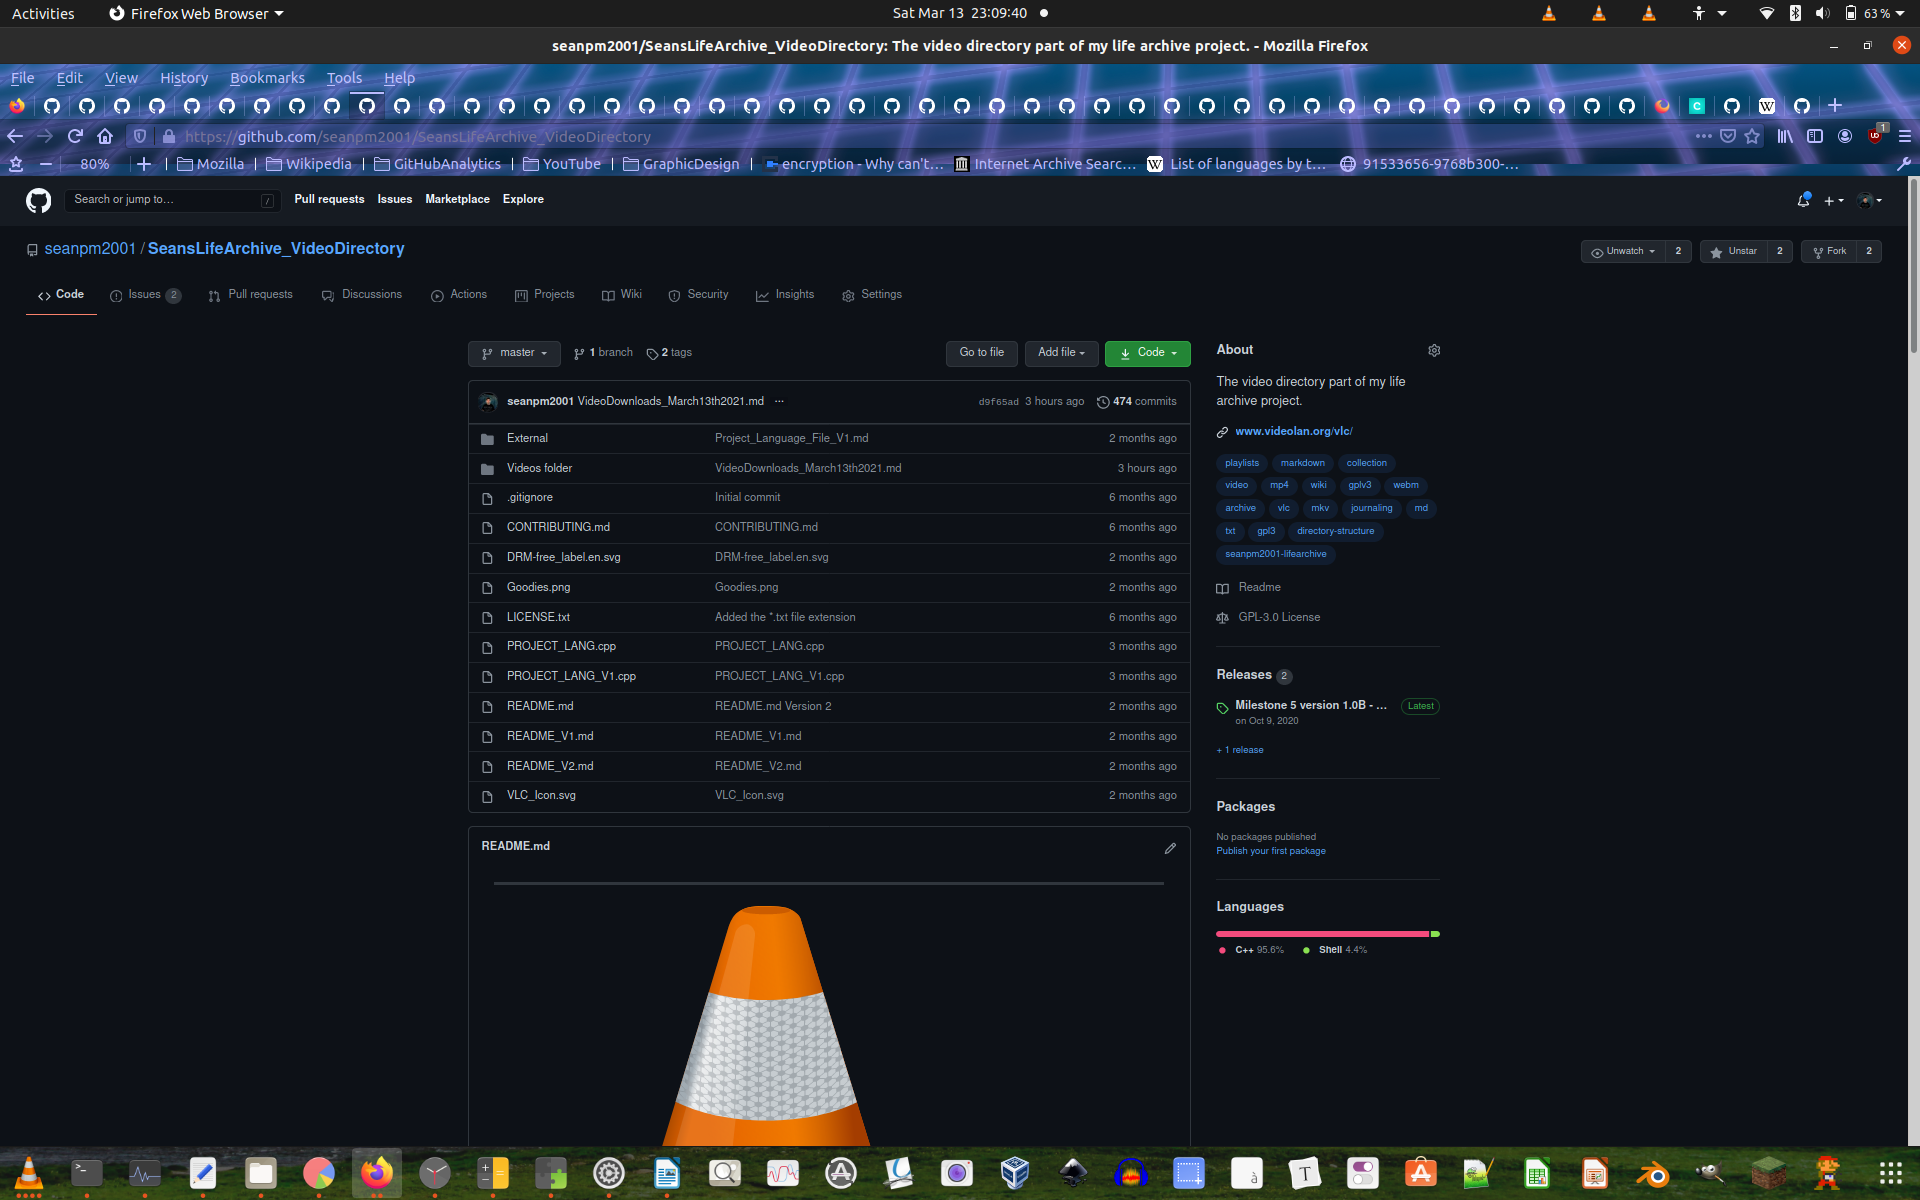 Activities Firefox Web Browser Sat Mar 13 23:09:40 63 %
seanpm2001/SeansLifeArchive_VideoDirectory: The video directory part of my life archive project. - Mozilla Firefox
File Edit View History Bookmarks Tools Help
https://github.com/seanpm2001/SeansLifeArchive_VideoDirectory 1
80% Mozilla Wikipedia GitHubAnalytics YouTube GraphicDesign encryption - Why can't… Internet Archive Searc… List of languages by t… 91533656-9768b300-…
Search or jump to… / Pull requests Issues Marketplace Explore
seanpm2001 / SeansLifeArchive_VideoDirectory Unwatch 2 Unstar 2 Fork 2
Code Issues 2 Pull requests Discussions Actions Projects Wiki Security Insights Settings
master 1 branch 2 tags Go to file Add file Code
seanpm2001 VideoDownloads_March13th2021.md ... d9f65ad 3 hours ago 474 commits
External Project_Language_File_V1.md 2 months ago
Videos folder VideoDownloads_March13th2021.md 3 hours ago
.gitignore Initial commit 6 months ago
CONTRIBUTING.md CONTRIBUTING.md 6 months ago
DRM-free_label.en.svg DRM-free_label.en.svg 2 months ago
Goodies.png Goodies.png 2 months ago
LICENSE.txt Added the *.txt file extension 6 months ago
PROJECT_LANG.cpp PROJECT_LANG.cpp 3 months ago
PROJECT_LANG_V1.cpp PROJECT_LANG_V1.cpp 3 months ago
README.md README.md Version 2 2 months ago
README_V1.md README_V1.md 2 months ago
README_V2.md README_V2.md 2 months ago
VLC_Icon.svg VLC_Icon.svg 2 months ago
README.md
About
The video directory part of my life
archive project.
www.videolan.org/vlc/
playlists markdown collection
video mp4 wiki gplv3 webm
archive vlc mkv journaling md
txt gpl3 directory-structure
seanpm2001-lifearchive
Readme
GPL-3.0 License
Releases 2
Milestone 5 version 1.0B - … Latest
on Oct 9, 2020
+ 1 release
Packages
No packages published
Publish your first package
Languages
C++ 95.6% Shell 4.4%